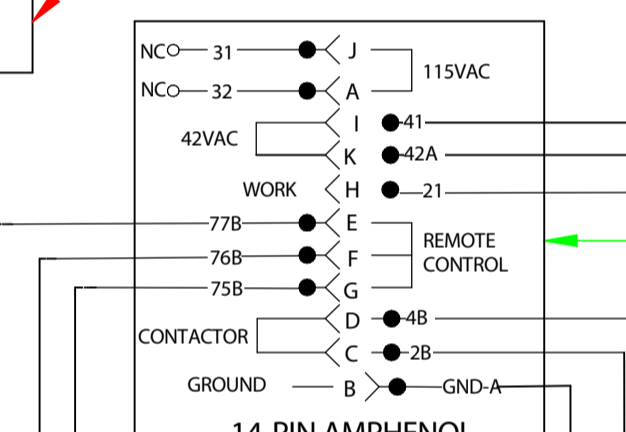 NC 31 J
115VAC
NC 32 A
I 41
42VAC
K 42A
WORK H 21
77B E
REMOTE
CONTROL
76B F
75B G
D 4B
CONTACTOR
C 2B
GROUND B GND-A
14-PIN AMPHENOL